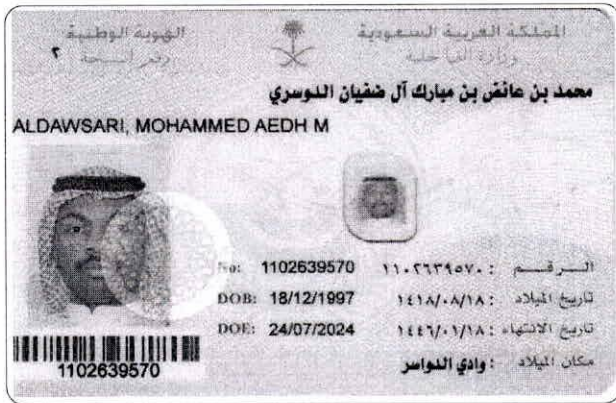 المملكة العربية السعودية
وزارة الداخلية
الهوية الوطنية
رقم النسخة ٢
محمد بن عائض بن مبارك آل ضفيان الدوسري
ALDAWSARI, MOHAMMED AEDH M
No: 1102639570 الرقم : ١١٠٢٦٣٩٥٧٠
DOB: 18/12/1997 تاريخ الميلاد : ١٤١٨/٠٨/١٨
DOE: 24/07/2024 تاريخ الانتهاء : ١٤٤٦/٠١/١٨
مكان الميلاد : وادي الدواسر
1102639570